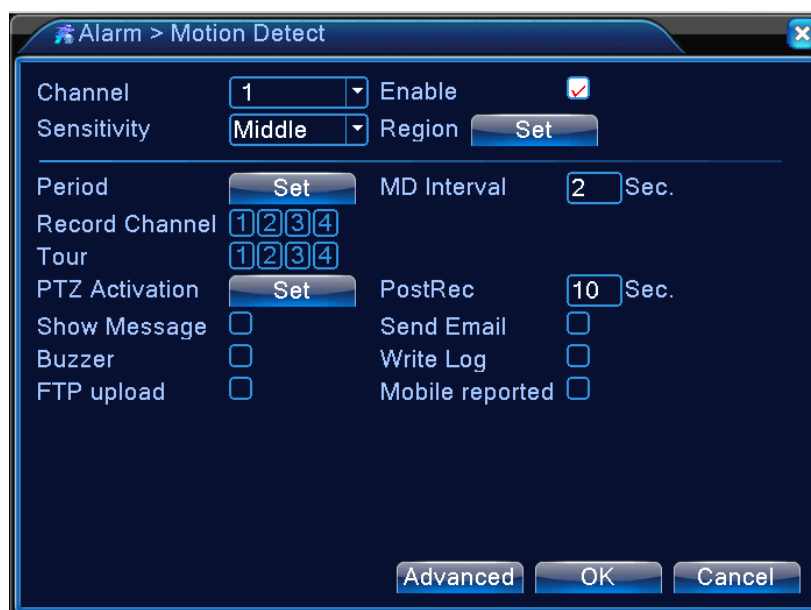 Alarm > Motion Detect
Channel 1 Enable
Sensitivity Middle Region Set
Period Set MD Interval 2 Sec.
Record Channel 1 2 3 4
Tour 1 2 3 4
PTZ Activation Set PostRec 10 Sec.
Show Message Send Email
Buzzer Write Log
FTP upload Mobile reported
Advanced OK Cancel